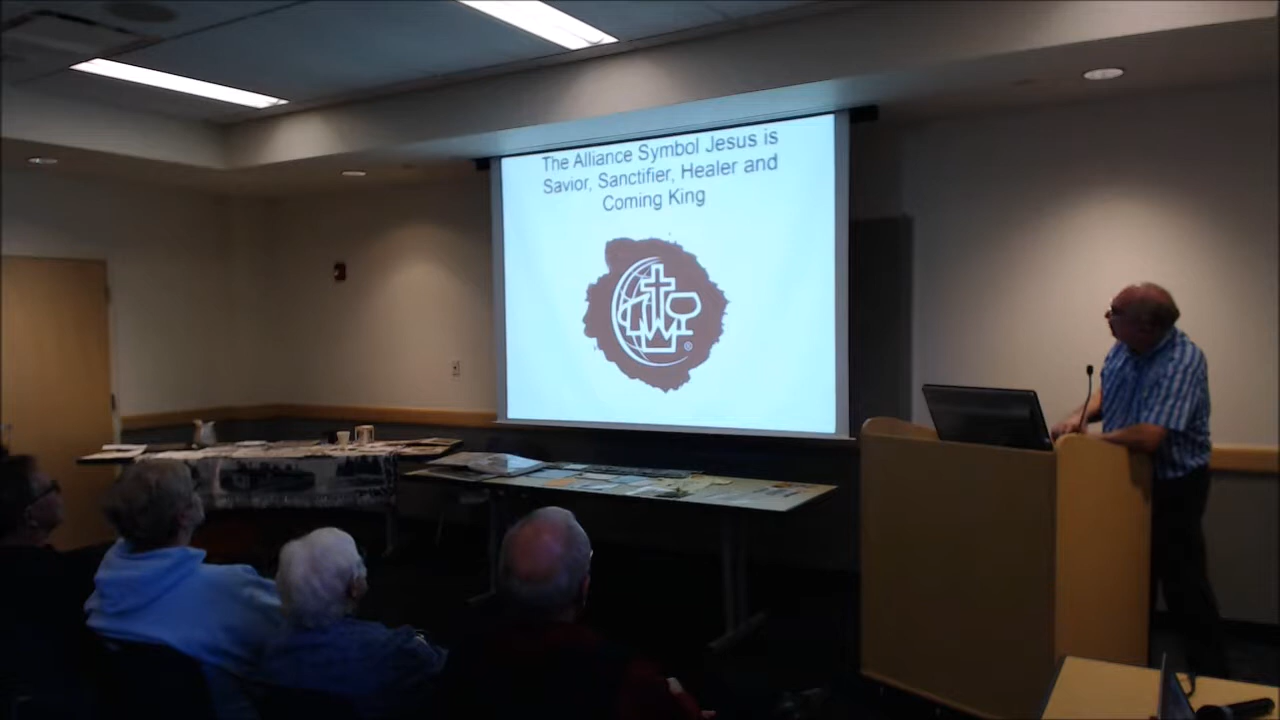 The Alliance Symbol Jesus is
Savior, Sanctifier, Healer and
Coming King
®